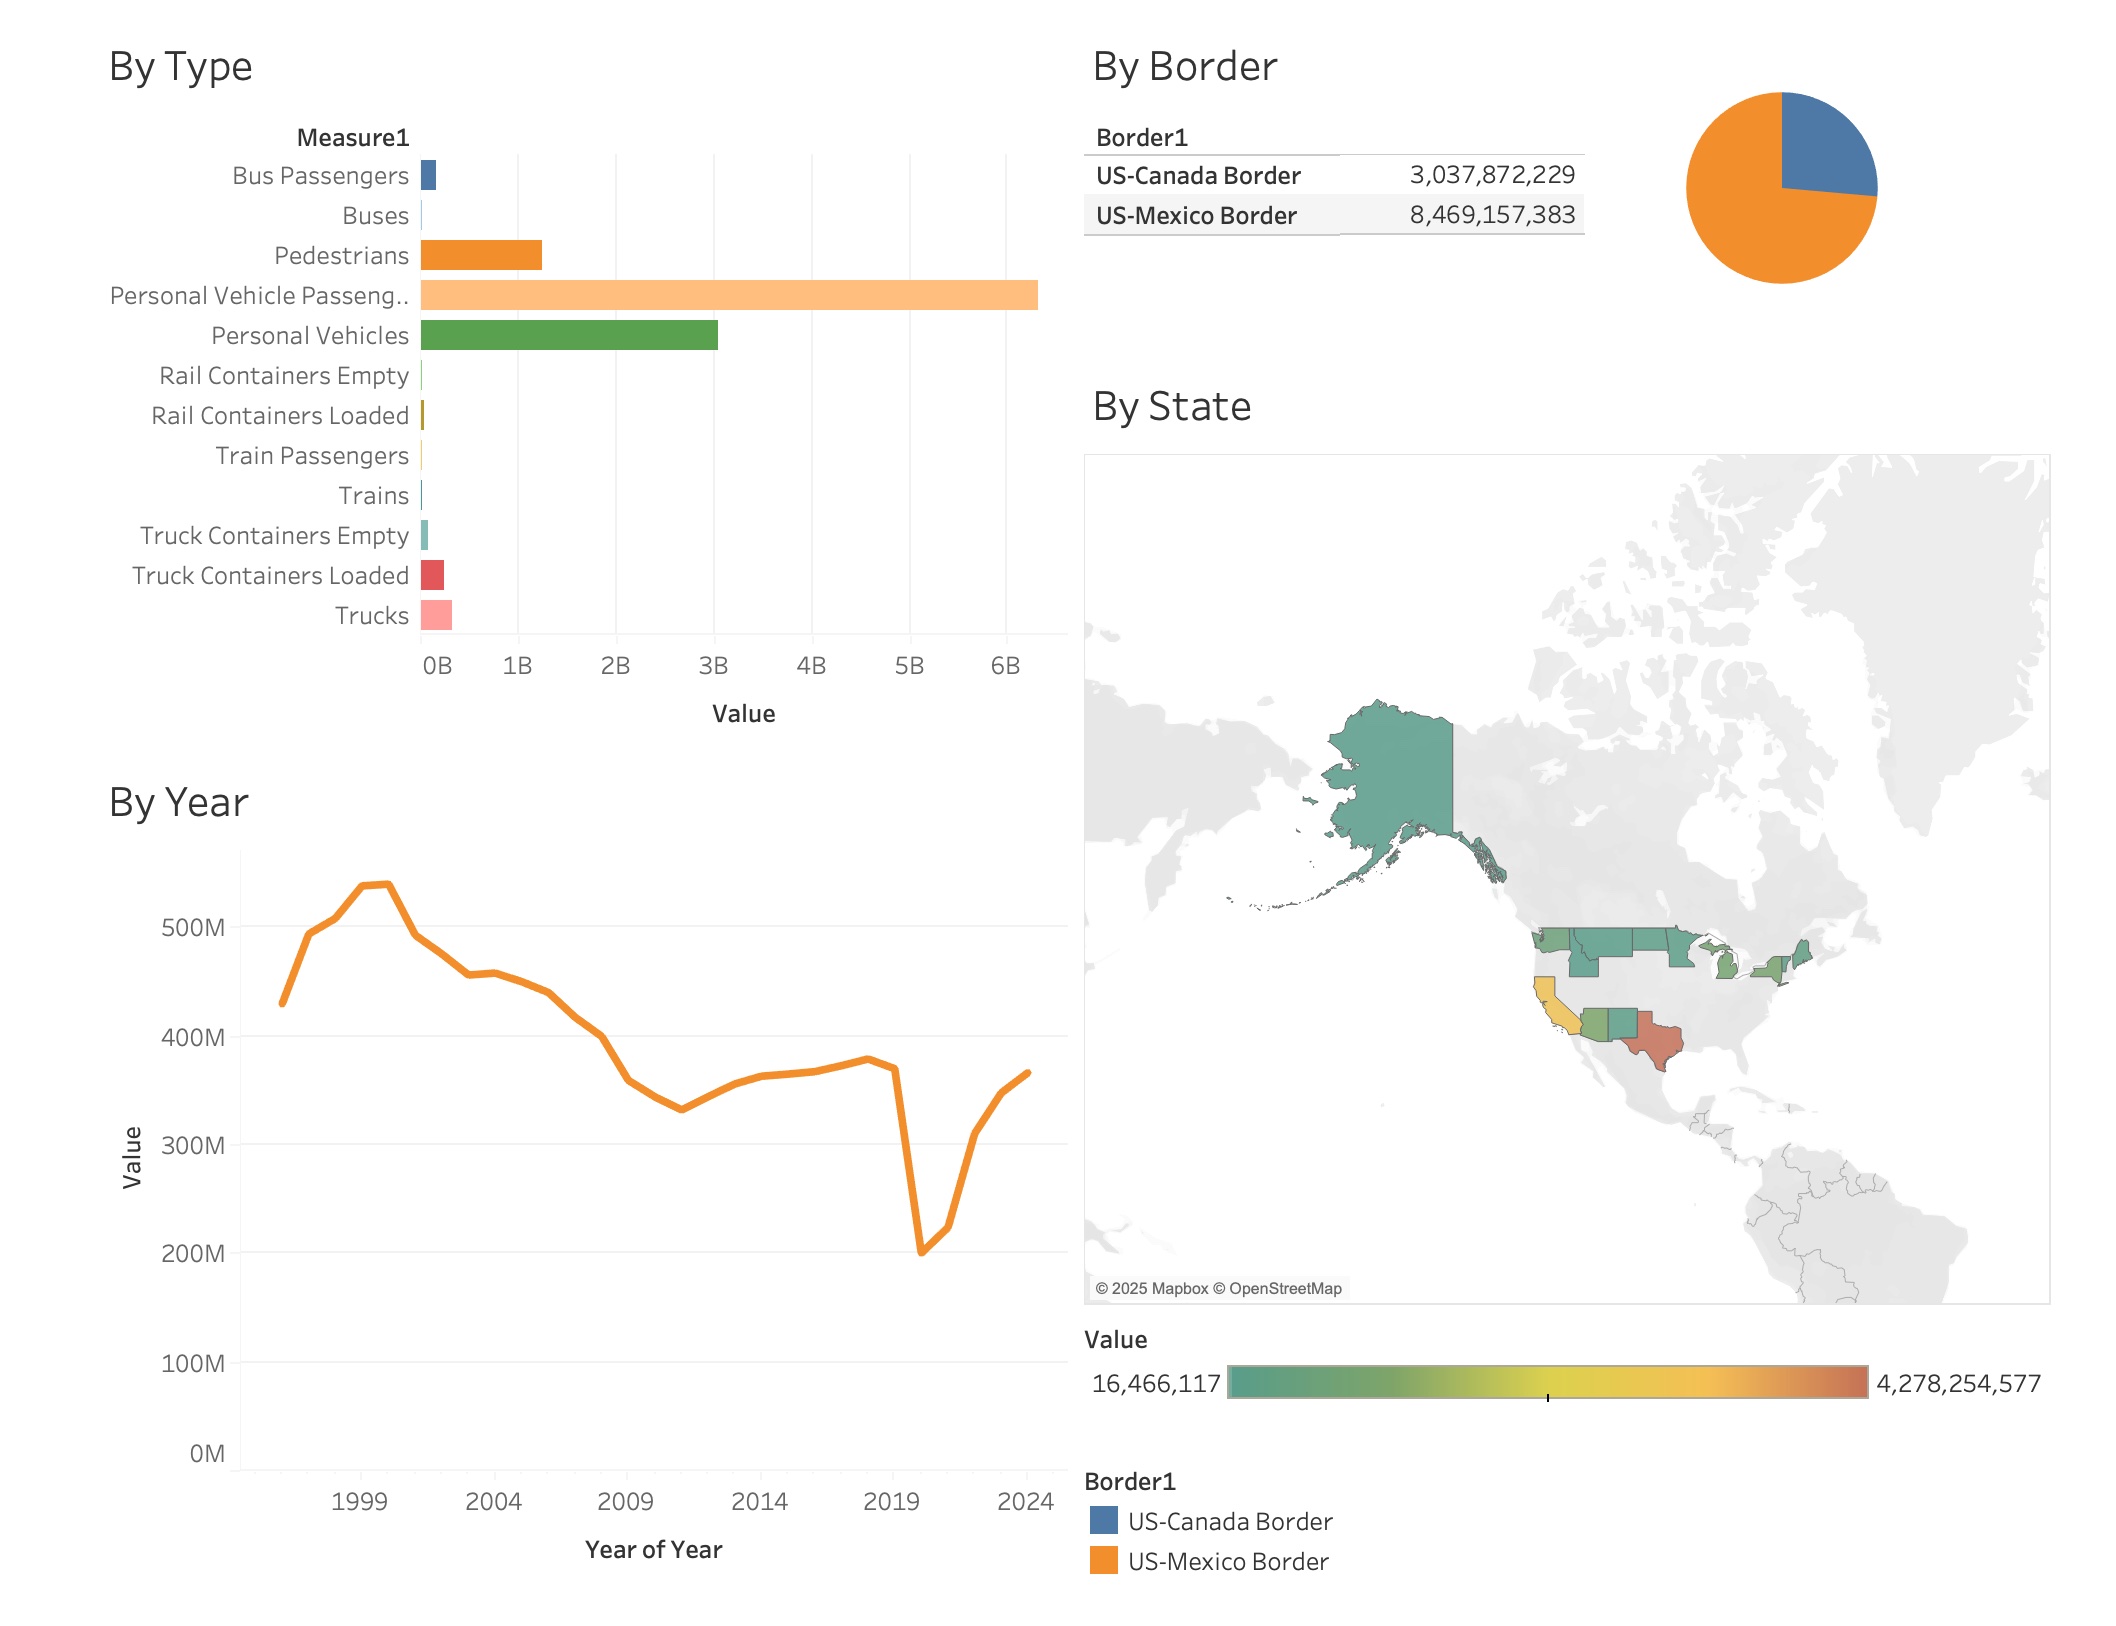 By Type
Measure1
Bus Passengers
Buses
Pedestrians
Personal Vehicle Passeng..
Personal Vehicles
Rail Containers Empty
Rail Containers Loaded
Train Passengers
Trains
Truck Containers Empty
Truck Containers Loaded
Trucks
0B 1B 2B 3B 4B 5B 6B
Value
By Border
Border1
US-Canada Border 3,037,872,229
US-Mexico Border 8,469,157,383
By Year
500M
400M
300M
200M
100M
0M
Value
1999 2004 2009 2014 2019 2024
Year of Year
By State
© 2025 Mapbox © OpenStreetMap
Value
16,466,117 4,278,254,577
Border1
US-Canada Border
US-Mexico Border